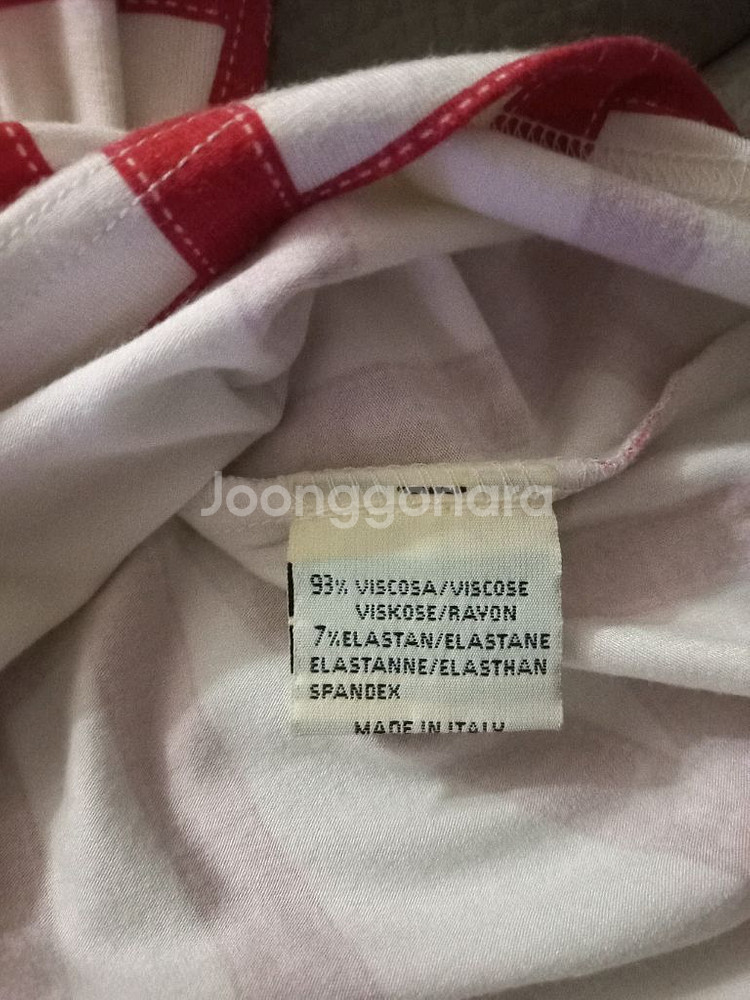 Joonggonara
93% VISCOSA/VISCOSE
VISKOSE/RAYON
7%ELASTAN/ELASTANE
ELASTANNE/ELASTHAN
SPANDEX
MADE IN ITALY